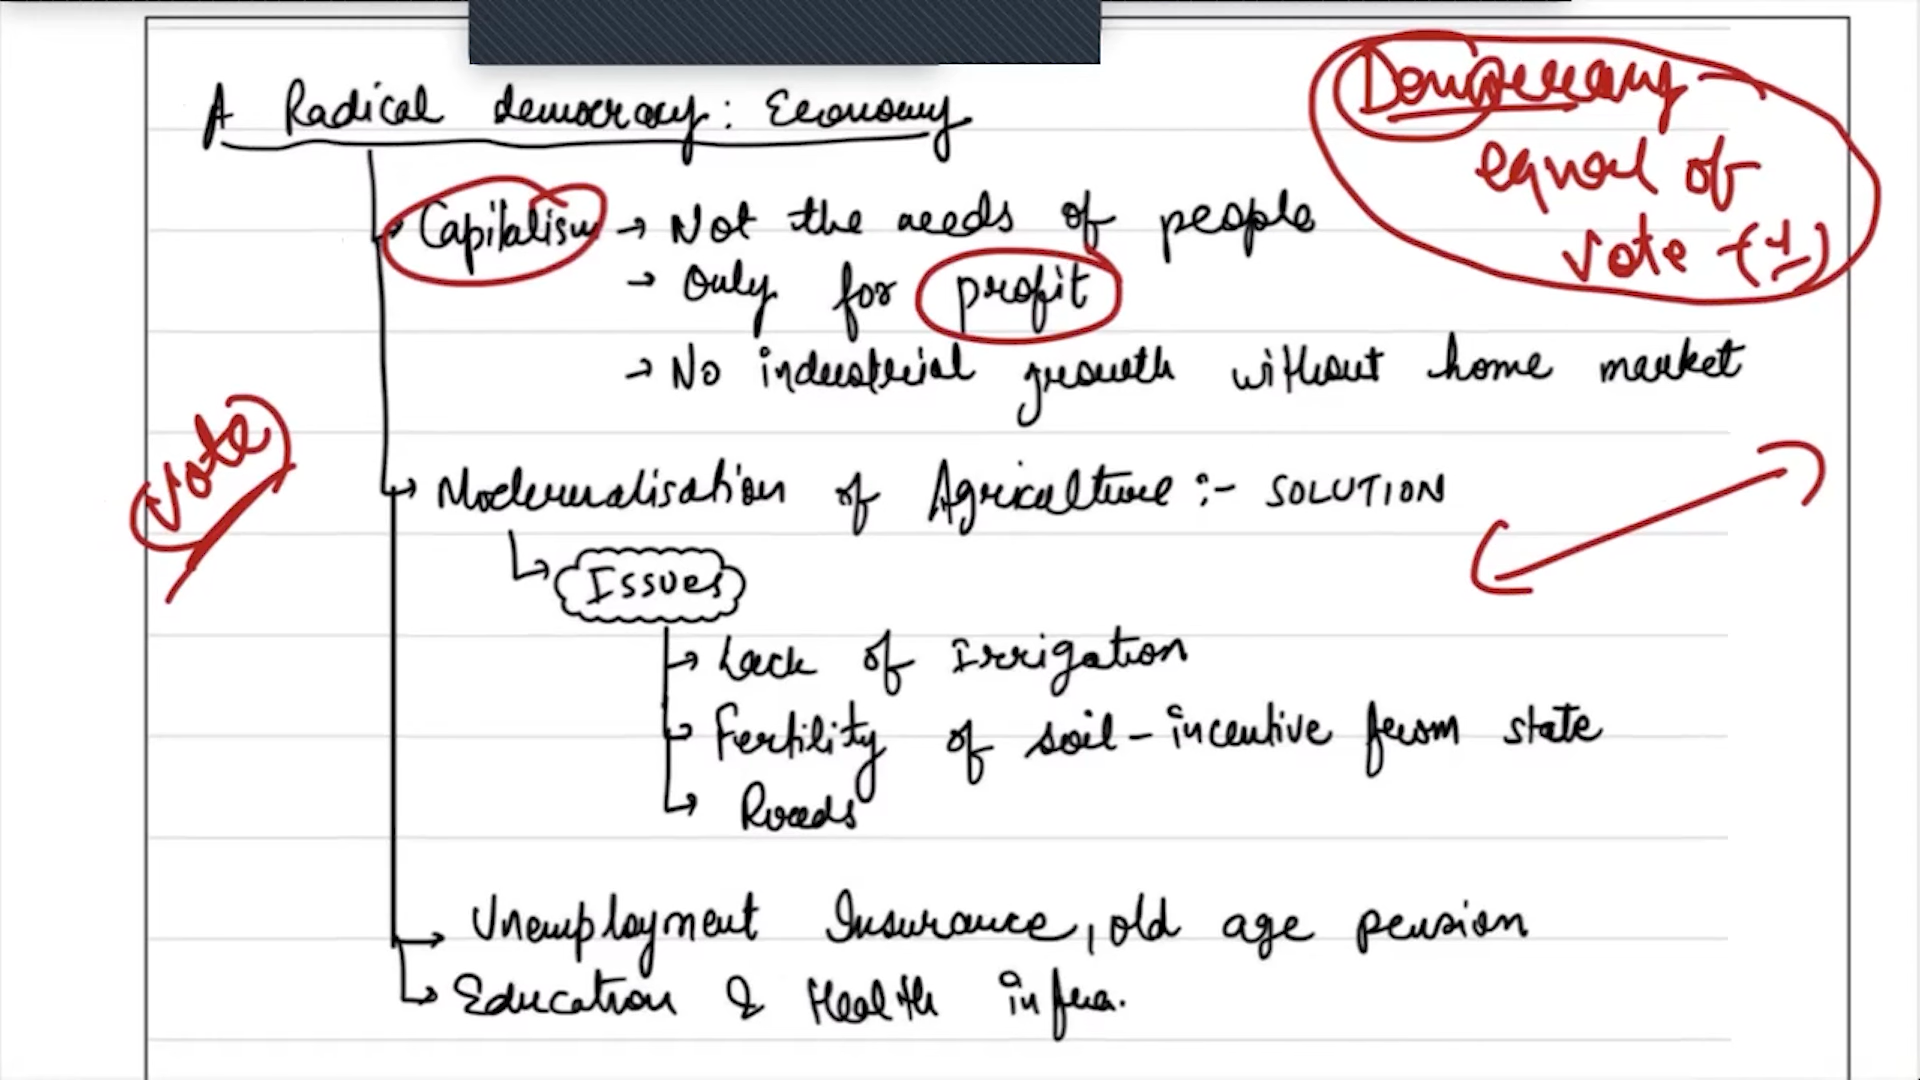 A Radical democracy: Economy
Democracy
equal of
vote - (1)
Capitalism → Not the needs of people
→ Only for profit
→ No industrial growth without home market
Vote
→ Modernalisation of Agriculture :- SOLUTION
Issues
→ Lack of Irrigation
→ Fertility of soil - incentive from state
→ Roads
→ Unemployment Insurance, old age pension
→ Education & Health infra.